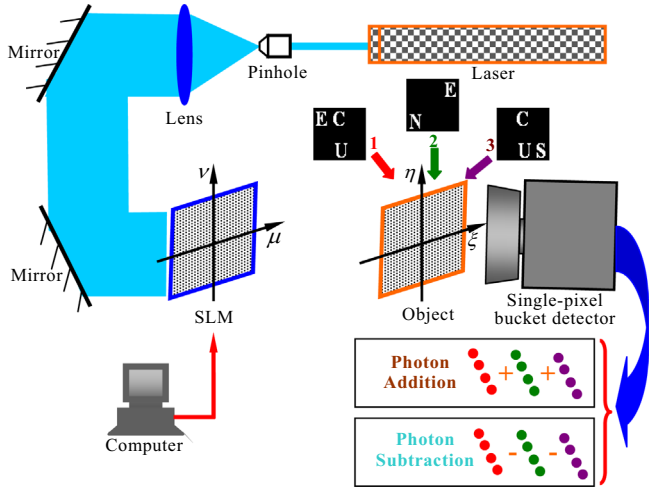 Mirror
Lens
Pinhole
Laser
E C
U
E
N
C
U S
1
2
3
ν
μ
η
ξ
Mirror
SLM
Object
Single-pixel
bucket detector
Computer
Photon
Addition
+ +
Photon
Subtraction
- -